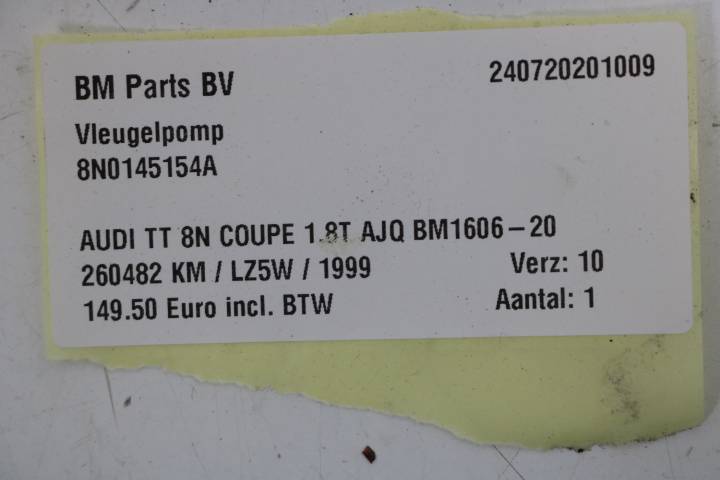 BM Parts BV 240720201009
Vleugelpomp
8N0145154A
AUDI TT 8N COUPE 1.8T AJQ BM1606-20
260482 KM / LZ5W / 1999 Verz: 10
149.50 Euro incl. BTW Aantal: 1